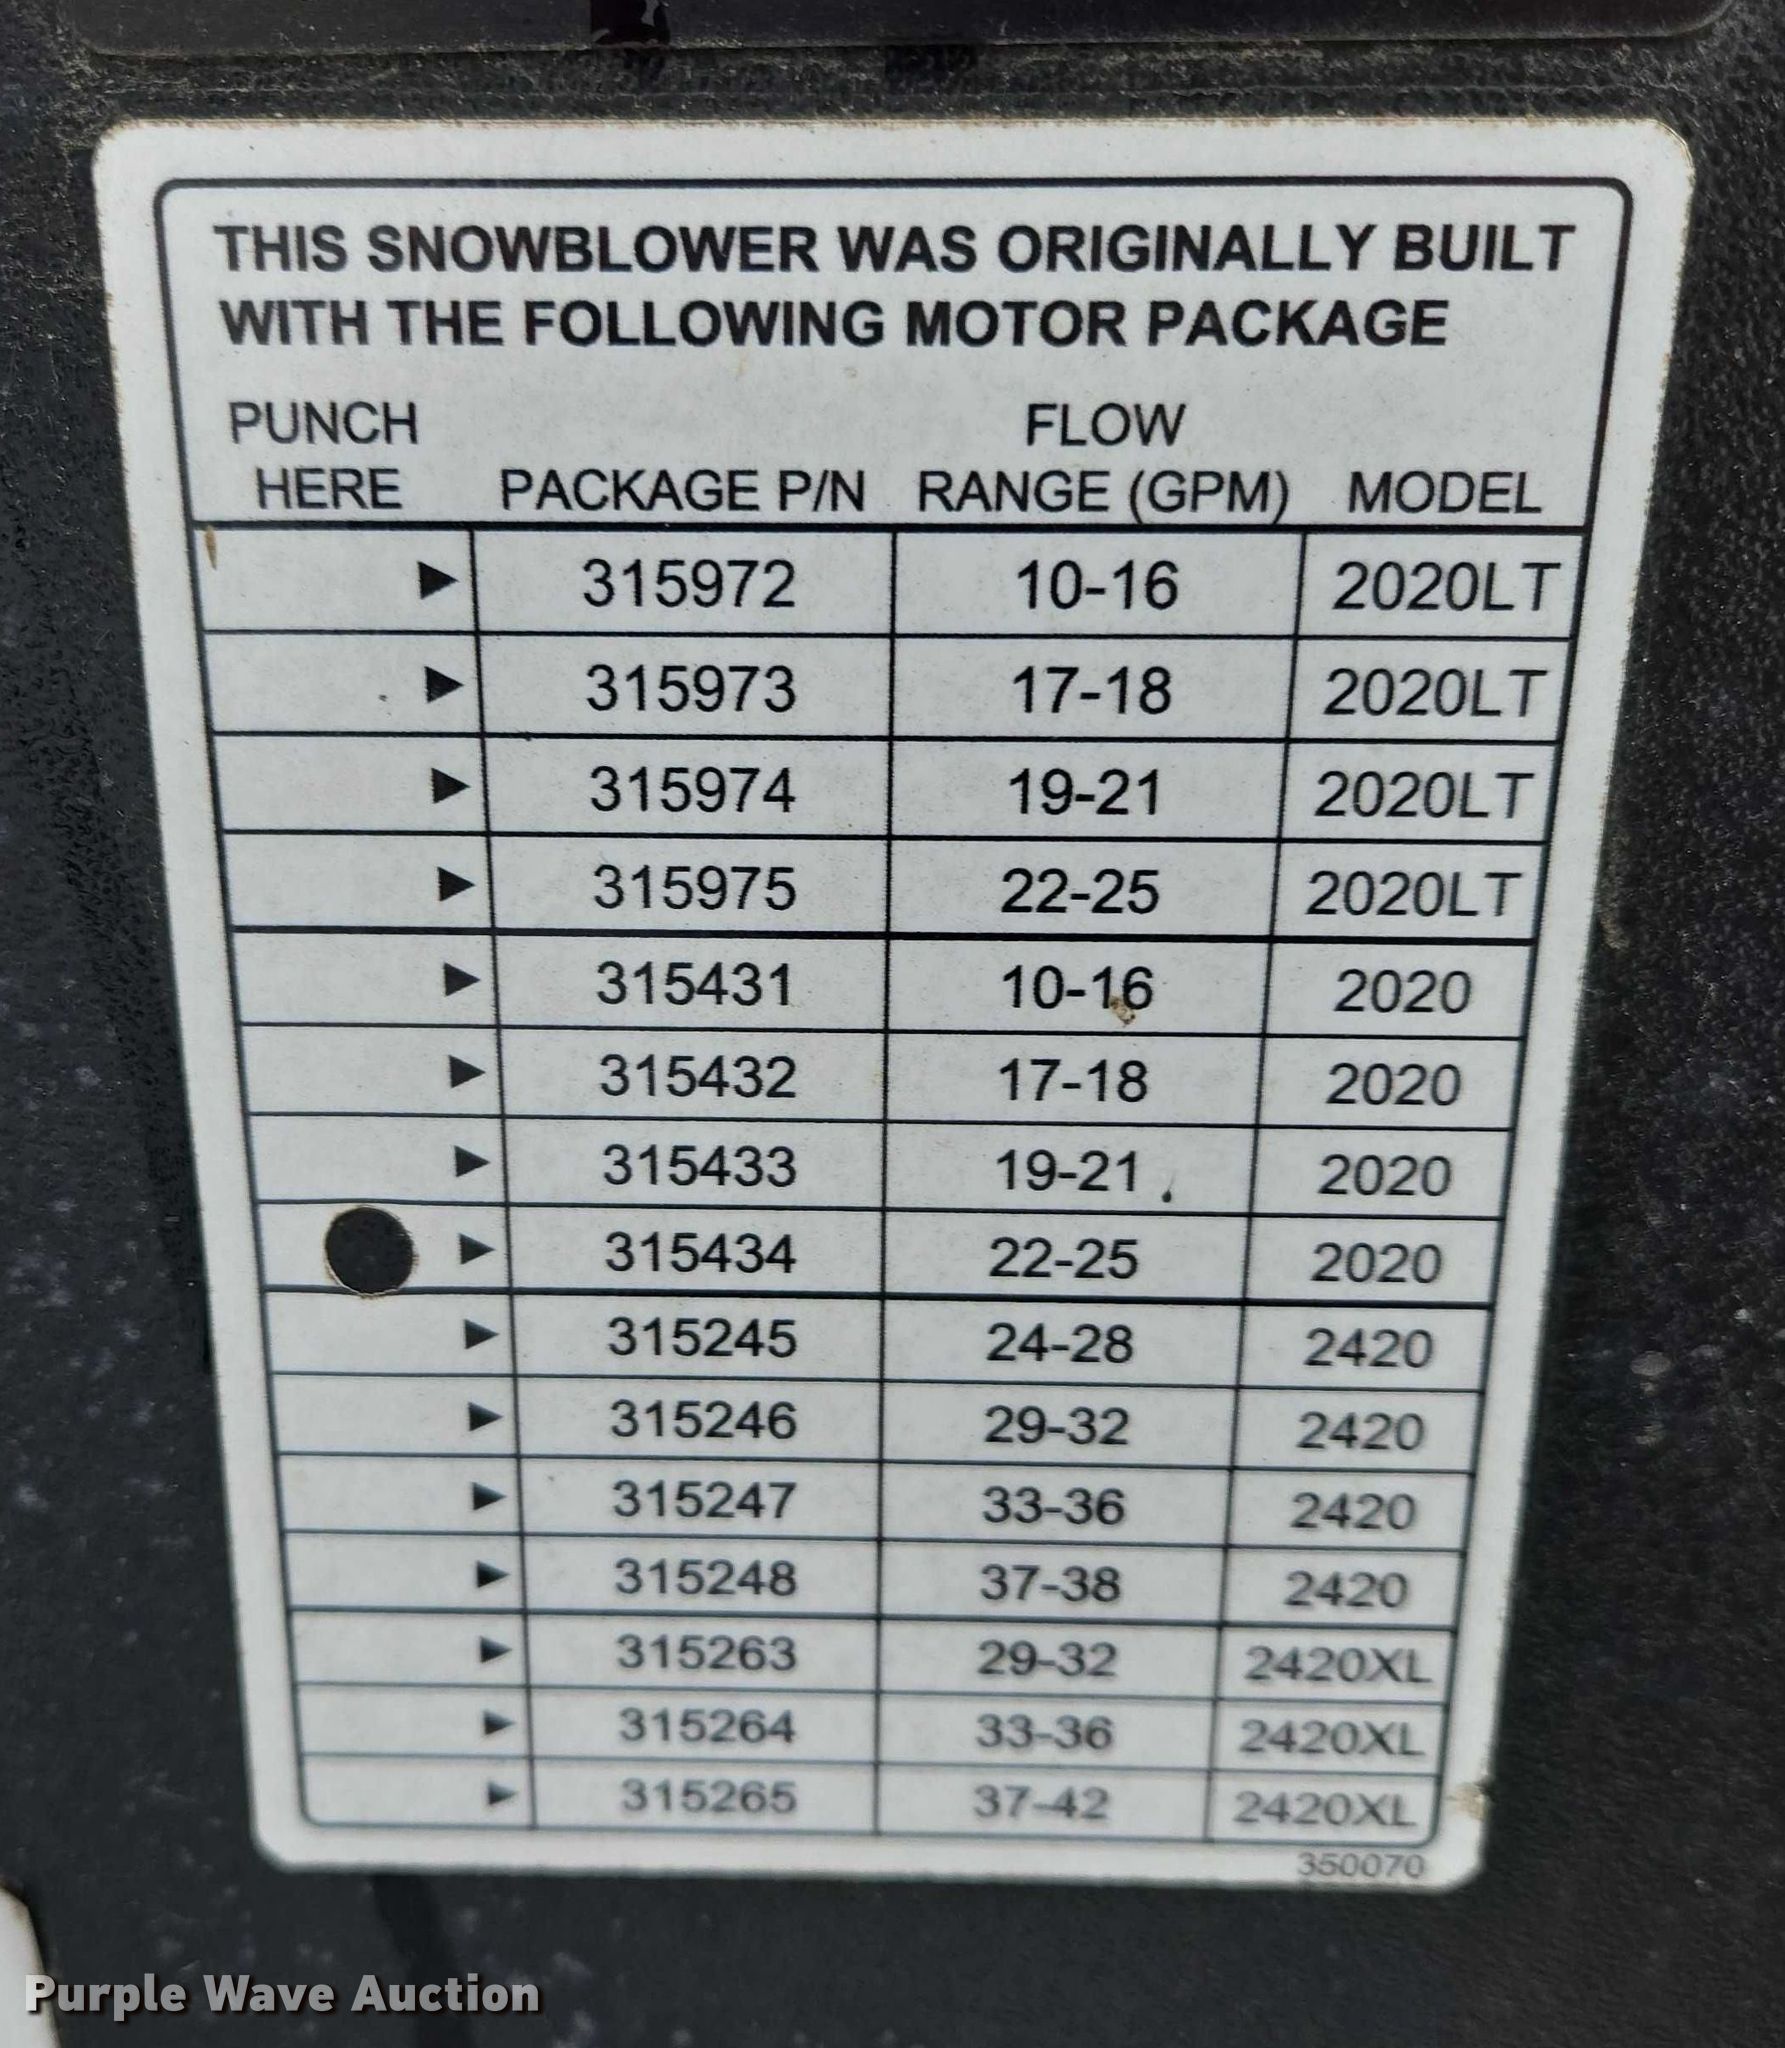 THIS SNOWBLOWER WAS ORIGINALLY BUILT
WITH THE FOLLOWING MOTOR PACKAGE
PUNCH HERE PACKAGE P/N FLOW RANGE (GPM) MODEL
► 315972 10-16 2020LT
► 315973 17-18 2020LT
► 315974 19-21 2020LT
► 315975 22-25 2020LT
► 315431 10-16 2020
► 315432 17-18 2020
► 315433 19-21 2020
► 315434 22-25 2020
► 315245 24-28 2420
► 315246 29-32 2420
► 315247 33-36 2420
► 315248 37-38 2420
► 315263 29-32 2420XL
► 315264 33-36 2420XL
► 315265 37-42 2420XL
350070
Purple Wave Auction